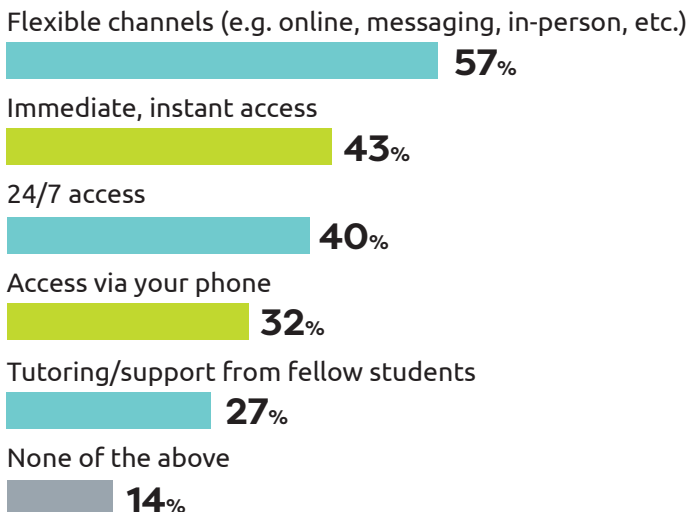 Flexible channels (e.g. online, messaging, in-person, etc.)
57%
Immediate, instant access
43%
24/7 access
40%
Access via your phone
32%
Tutoring/support from fellow students
27%
None of the above
14%